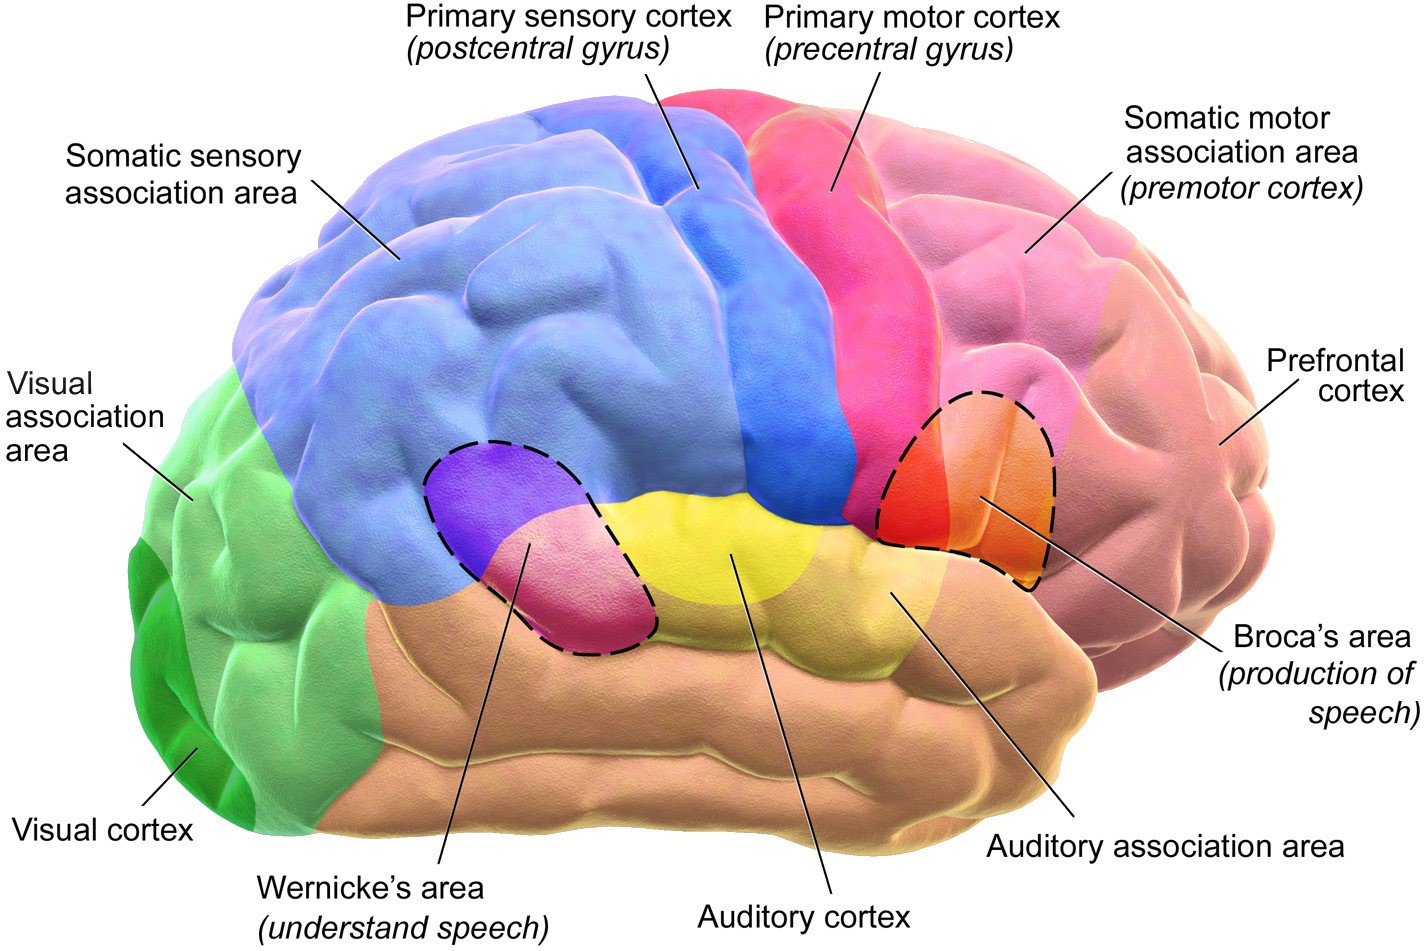 Primary sensory cortex
(postcentral gyrus)
Primary motor cortex
(precentral gyrus)
Somatic motor
association area
(premotor cortex)
Somatic sensory
association area
Prefrontal
cortex
Visual
association
area
Broca’s area
(production of
speech)
Visual cortex
Auditory association area
Wernicke’s area
(understand speech)
Auditory cortex